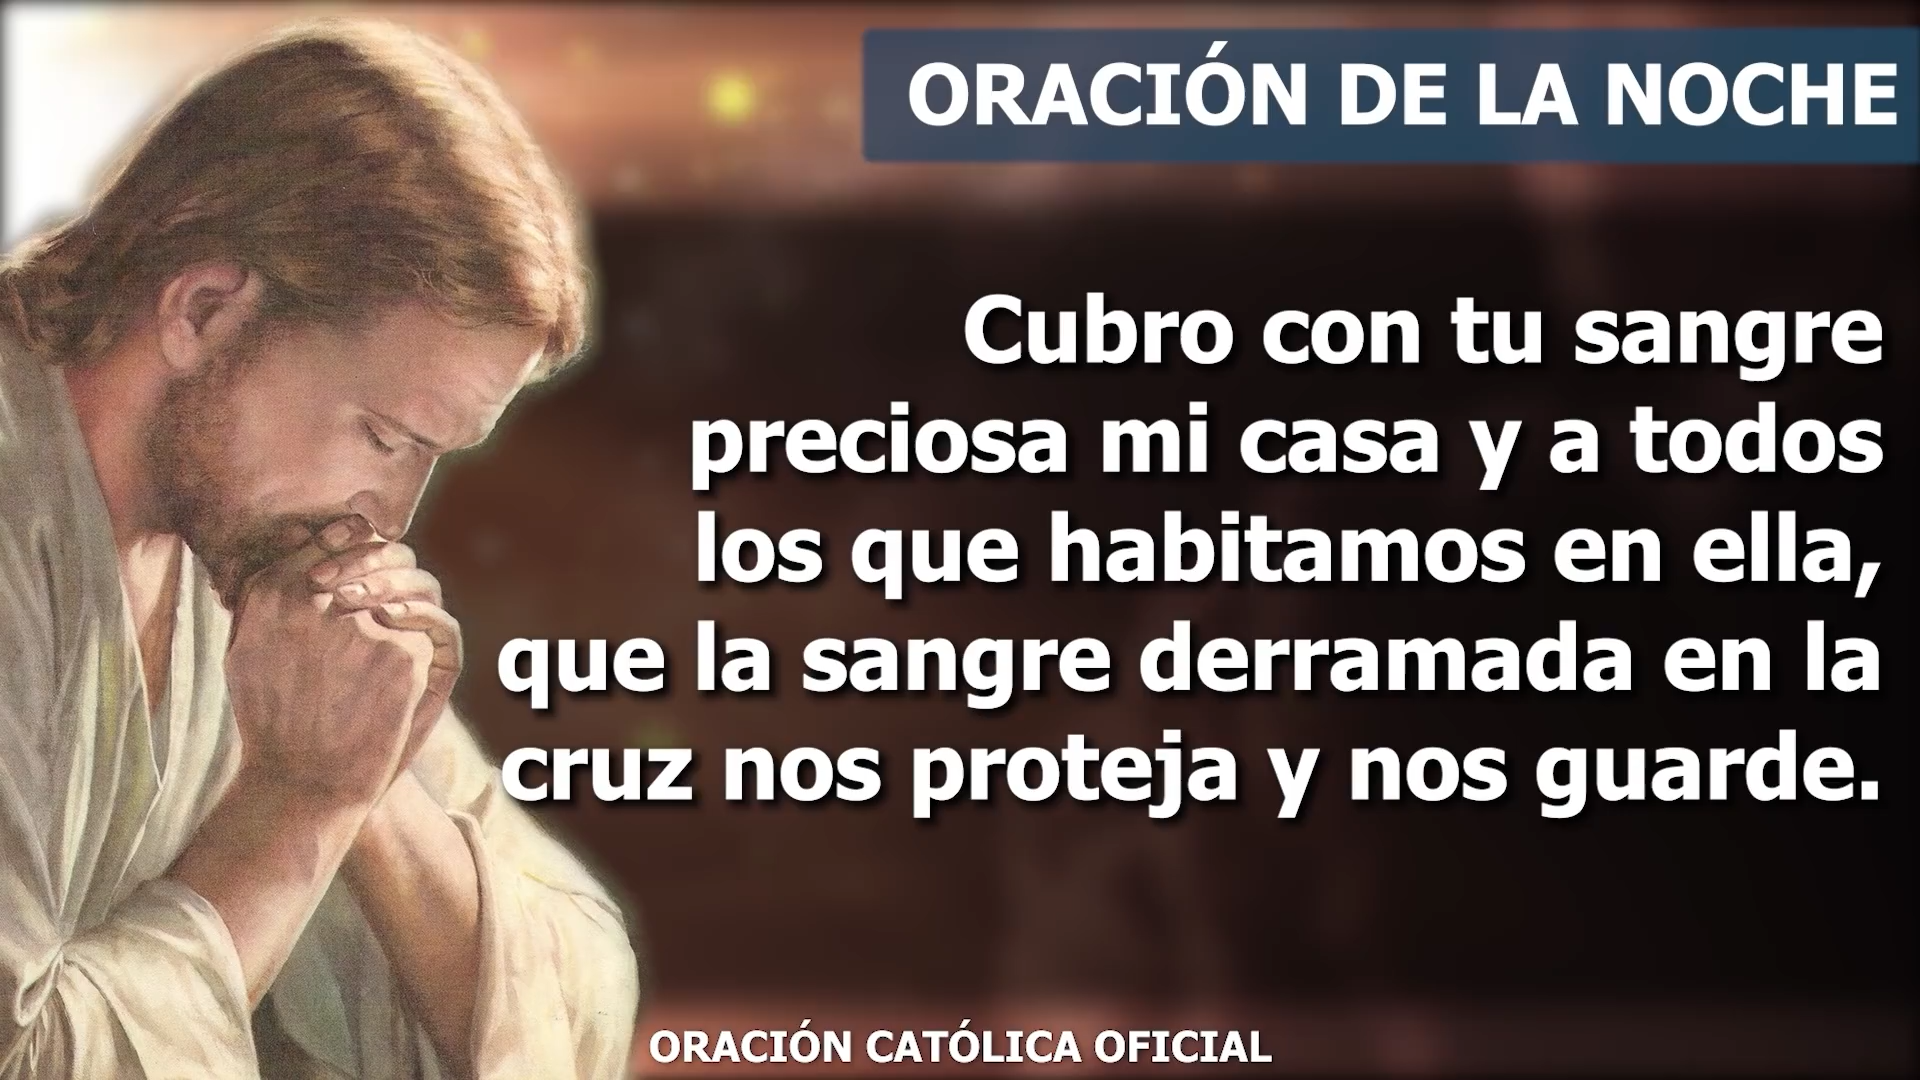 ORACIÓN DE LA NOCHE
Cubro con tu sangre
preciosa mi casa y a todos
los que habitamos en ella,
que la sangre derramada en la
cruz nos proteja y nos guarde.
ORACIÓN CATÓLICA OFICIAL